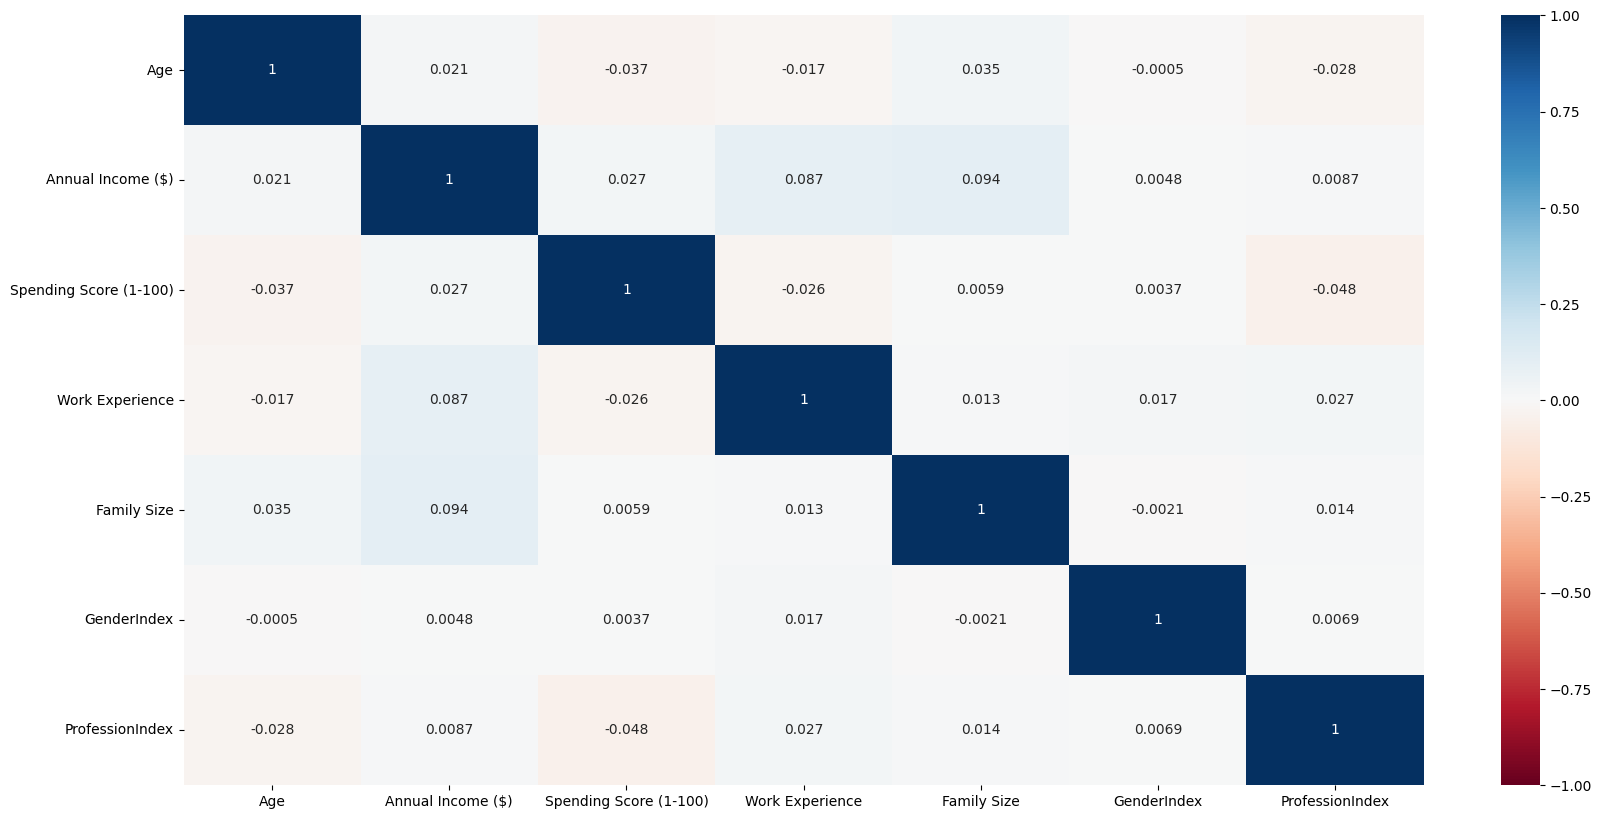 Age 1 0.021 -0.037 -0.017 0.035 -0.0005 -0.028
Annual Income ($) 0.021 1 0.027 0.087 0.094 0.0048 0.0087
Spending Score (1-100) -0.037 0.027 1 -0.026 0.0059 0.0037 -0.048
Work Experience -0.017 0.087 -0.026 1 0.013 0.017 0.027
Family Size 0.035 0.094 0.0059 0.013 1 -0.0021 0.014
GenderIndex -0.0005 0.0048 0.0037 0.017 -0.0021 1 0.0069
ProfessionIndex -0.028 0.0087 -0.048 0.027 0.014 0.0069 1
Age Annual Income ($) Spending Score (1-100) Work Experience Family Size GenderIndex ProfessionIndex
1.00
0.75
0.50
0.25
0.00
−0.25
−0.50
−0.75
−1.00